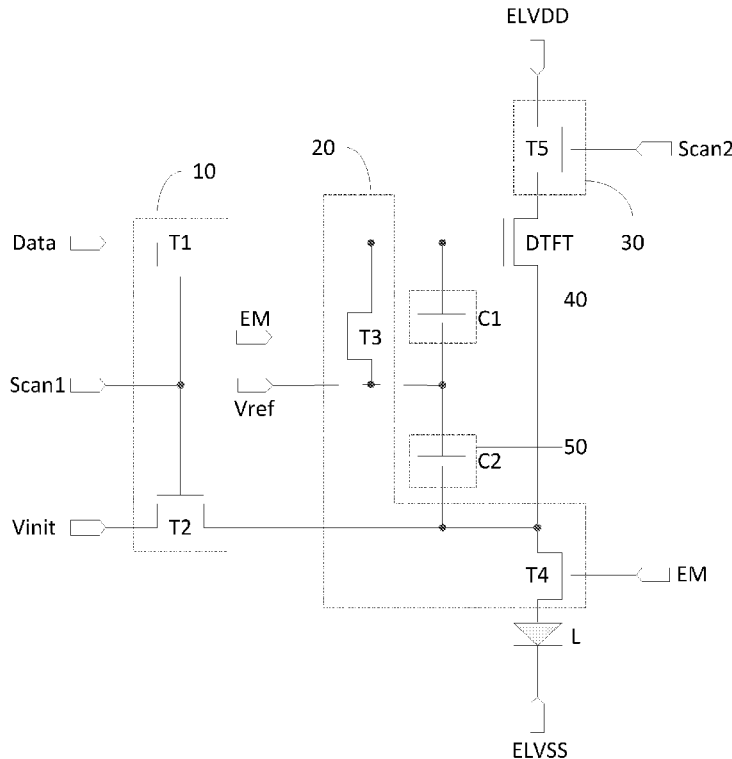 ELVDD
20
T5
Scan2
10
Data
T1
DTFT
30
40
EM
T3
C1
Scan1
Vref
C2
50
Vinit
T2
T4
EM
L
ELVSS